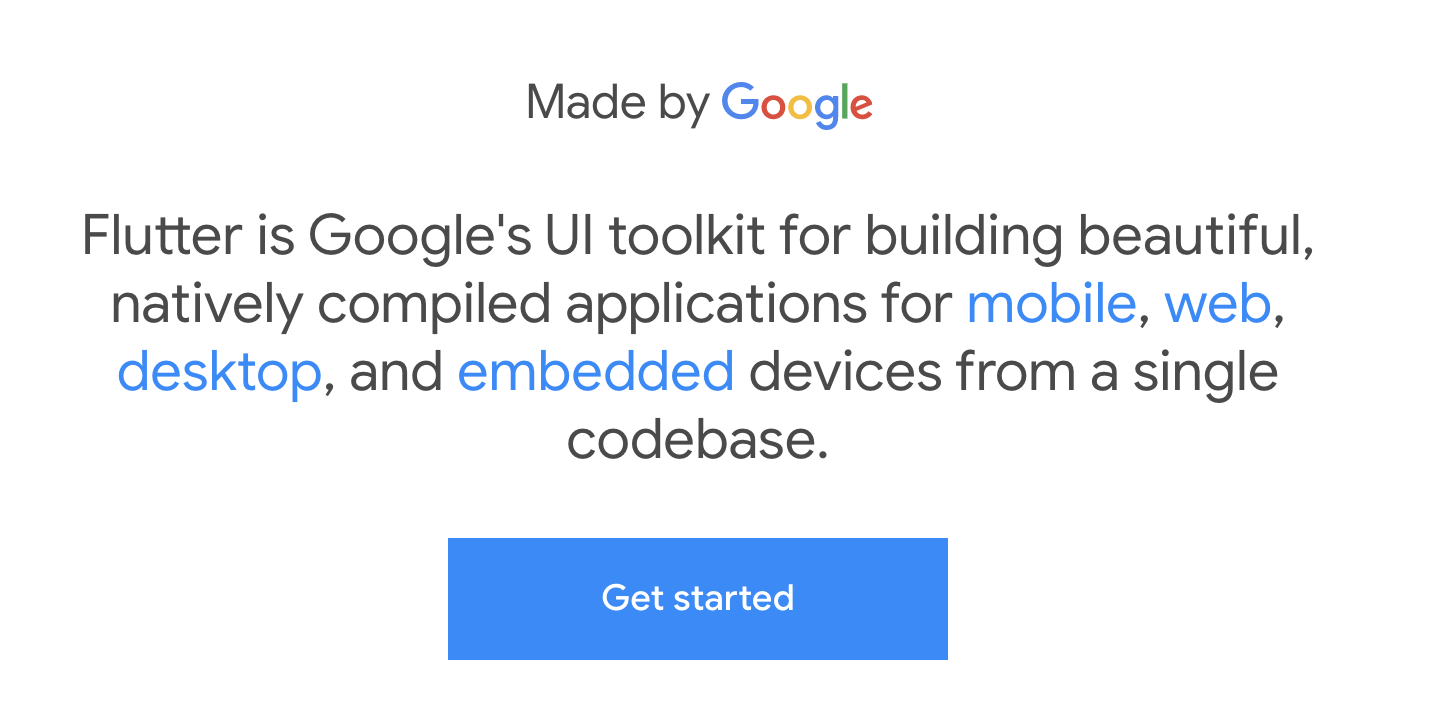 Made by Google
Flutter is Google's UI toolkit for building beautiful,
natively compiled applications for mobile, web,
desktop, and embedded devices from a single
codebase.
Get started